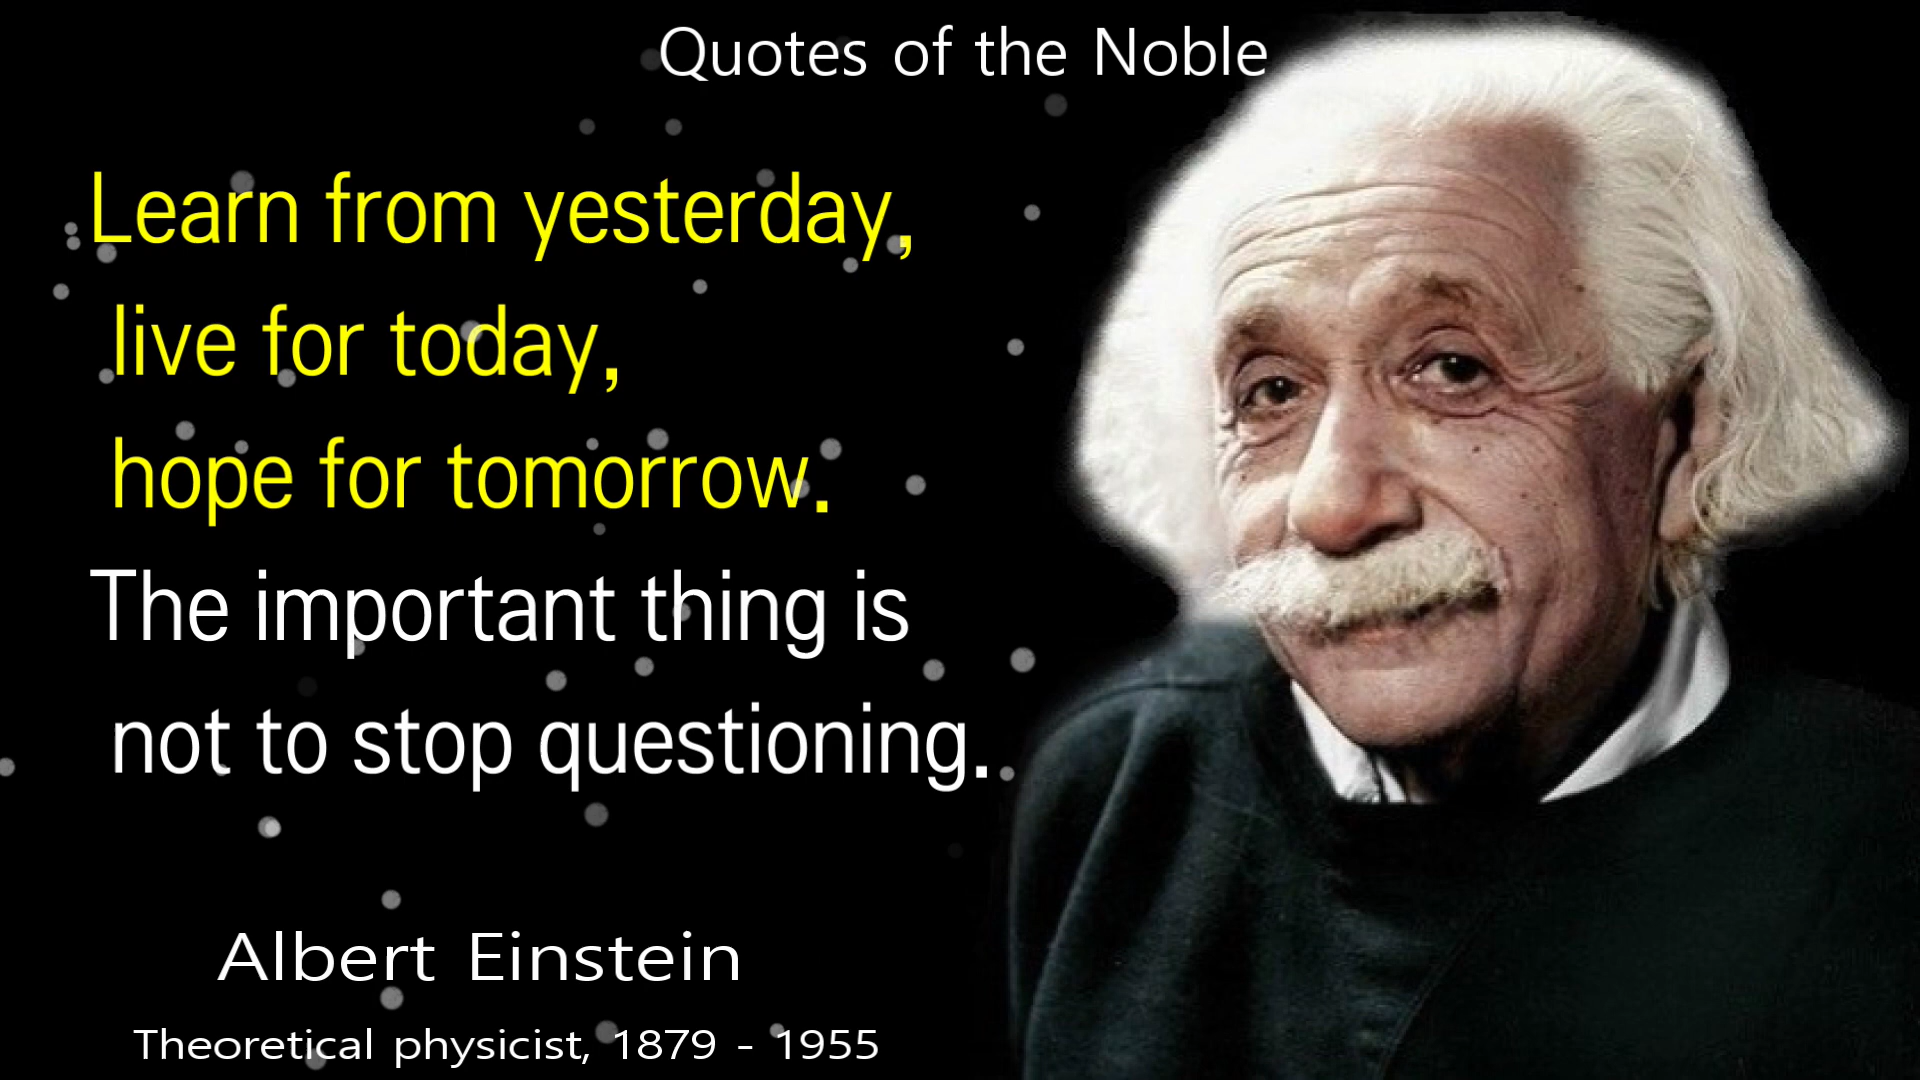 Quotes of the Noble
Learn from yesterday,
live for today,
hope for tomorrow.
The important thing is
not to stop questioning.
Albert Einstein
Theoretical physicist, 1879 - 1955